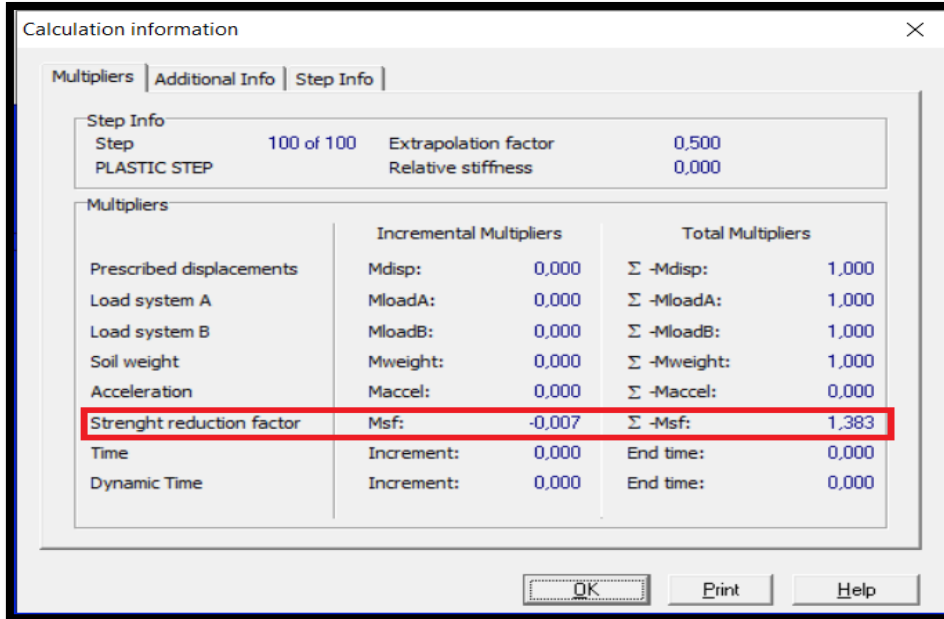 Calculation information
Multipliers Additional Info Step Info
Step Info
Step 100 of 100 Extrapolation factor 0,500
PLASTIC STEP Relative stiffness 0,000
Multipliers
Incremental Multipliers Total Multipliers
Prescribed displacements Mdisp: 0,000 Σ -Mdisp: 1,000
Load system A MloadA: 0,000 Σ -MloadA: 1,000
Load system B MloadB: 0,000 Σ -MloadB: 1,000
Soil weight Mweight: 0,000 Σ -Mweight: 1,000
Acceleration Maccel: 0,000 Σ -Maccel: 0,000
Strenght reduction factor Msf: -0,007 Σ -Msf: 1,383
Time Increment: 0,000 End time: 0,000
Dynamic Time Increment: 0,000 End time: 0,000
OK Print Help